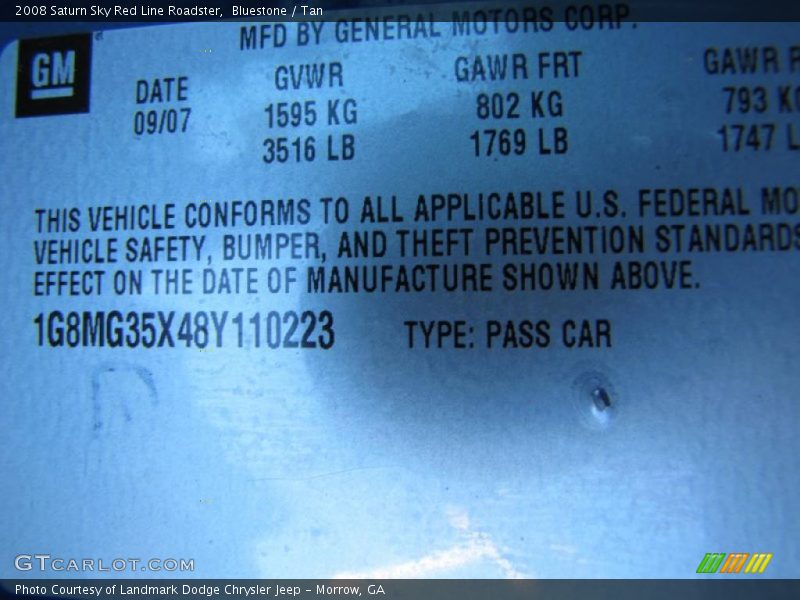 2008 Saturn Sky Red Line Roadster, Bluestone / Tan
MFD BY GENERAL MOTORS CORP.
GM
DATE GVWR GAWR FRT GAWR
09/07 1595 KG 802 KG 793 KG
3516 LB 1769 LB 1747 L
THIS VEHICLE CONFORMS TO ALL APPLICABLE U.S. FEDERAL MO
VEHICLE SAFETY, BUMPER, AND THEFT PREVENTION STANDARDS
EFFECT ON THE DATE OF MANUFACTURE SHOWN ABOVE.
1G8MG35X48Y110223 TYPE: PASS CAR
GTCARLOT.COM
Photo Courtesy of Landmark Dodge Chrysler Jeep - Morrow, GA